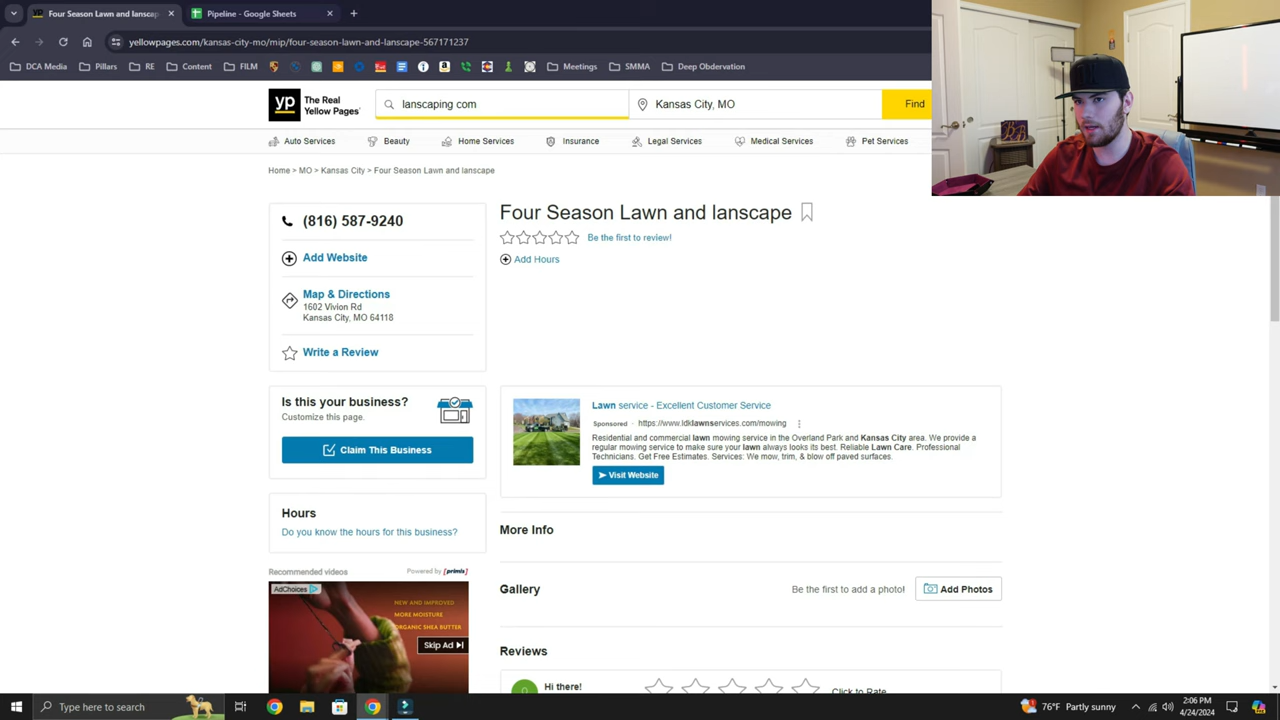 Four Season Lawn and lanscap
Pipeline - Google Sheets
yellowpages.com/kansas-city-mo/mip/four-season-lawn-and-lanscape-567171237
DCA Media
Pillars
RE
Content
FILM
Meetings
SMMA
Deep Obdervation
yp
The Real
Yellow Pages
lanscaping com
Kansas City, MO
Find
Auto Services
Beauty
Home Services
Insurance
Legal Services
Medical Services
Pet Services
Home > MO > Kansas City > Four Season Lawn and lanscape
(816) 587-9240
Add Website
Map & Directions
1602 Vivion Rd
Kansas City, MO 64118
Write a Review
Four Season Lawn and lanscape
Be the first to review!
Add Hours
Is this your business?
Customize this page.
Claim This Business
Lawn service - Excellent Customer Service
Sponsored · https://www.ldklawnservices.com/mowing
Residential and commercial lawn mowing service in the Overland Park and Kansas City area. We provide a
regular mowing service to make sure your lawn always looks its best. Reliable Lawn Care. Professional
Technicians. Get Free Estimates. Services: We mow, trim, & blow off paved surfaces.
Visit Website
Hours
Do you know the hours for this business?
More Info
Gallery
Be the first to add a photo!
Add Photos
Recommended videos
Powered by [primis]
AdChoices
NEW AND IMPROVED
MORE MOISTURE
ORGANIC SHEA BUTTER
Skip Ad
Reviews
Hi there!
Click to Rate
Type here to search
76°F Partly sunny
2:06 PM
4/24/2024